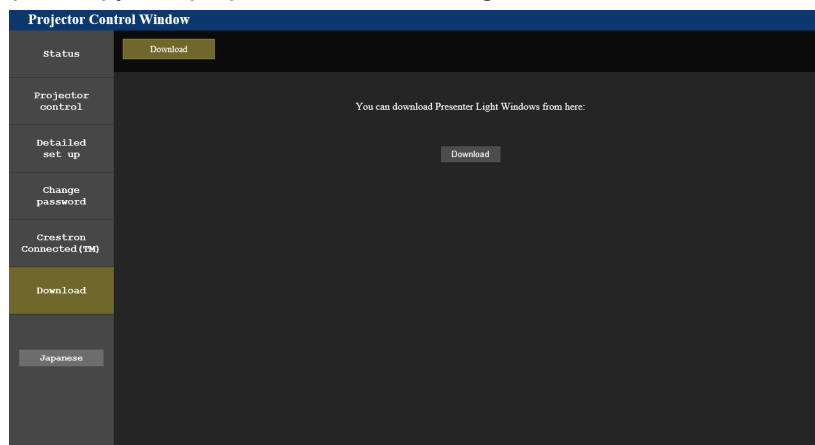 Projector Control Window
Status
Download
Projector
control
You can download Presenter Light Windows from here:
Detailed
set up
Download
Change
password
Crestron
Connected(TM)
Download
Japanese